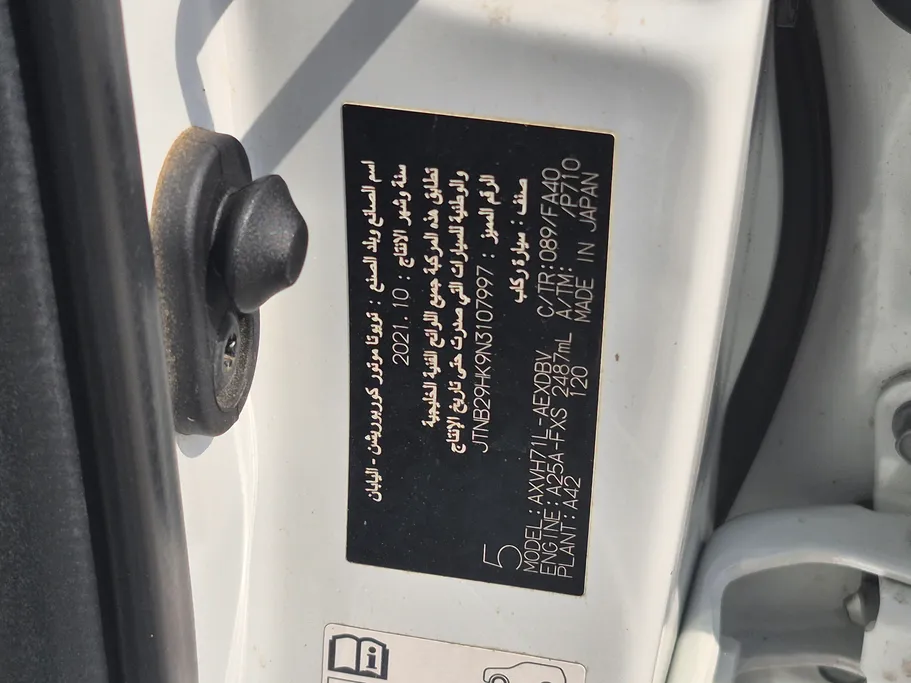 اسم الصانع وبلد الصنع : تويوتا موتور كوربوريشن - اليابان
سنة وشهر الانتاج : 2021.10
تطابق هذه المركبة جميع اللوائح الفنية الخليجية
والوطنية للسيارات التي صدرت حتى تاريخ الإنتاج
الرقم المميز : JTNB29HK9N3107997
صنف : سيارة ركاب
5
MODEL:AXVH71L-AEXDBV C/TR:089/FA40
ENGINE:A25A-FXS 2487mL A/TM: /P710
PLANT:A42 120 MADE IN JAPAN